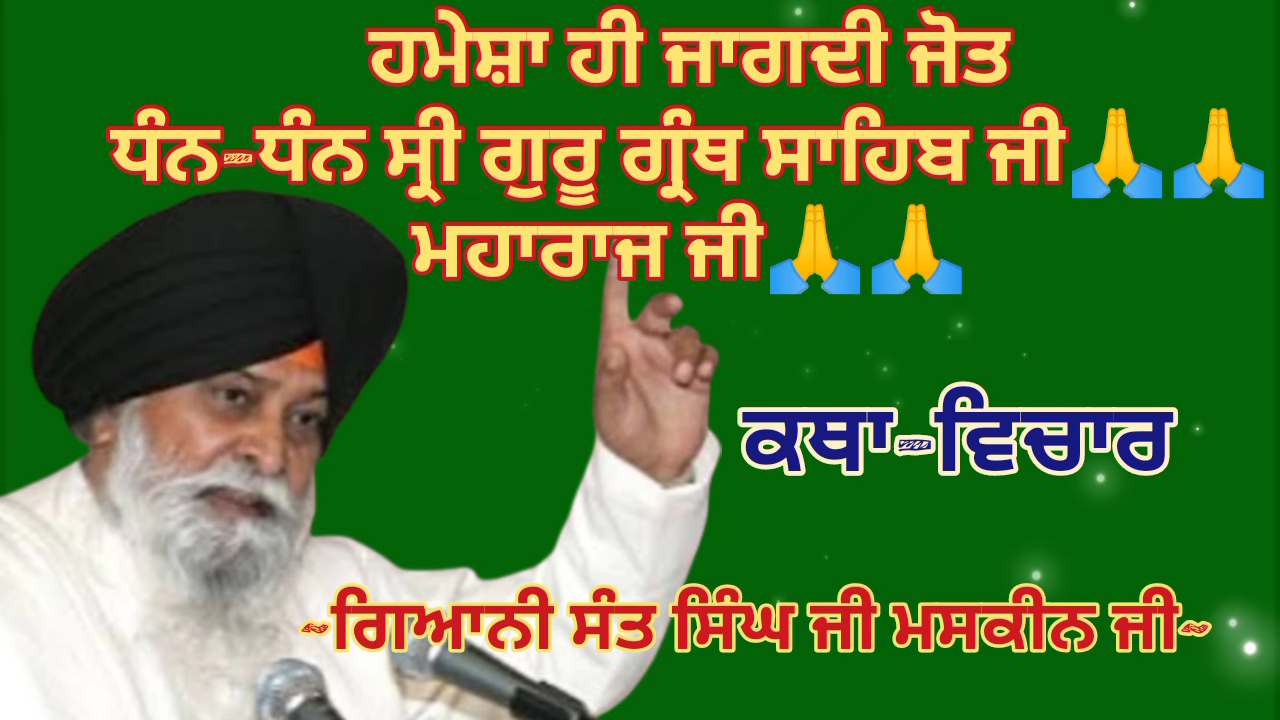 ਹਮੇਸ਼ਾ ਹੀ ਜਾਗਦੀ ਜੋਤ
ਧੰਨ-ਧੰਨ ਸ੍ਰੀ ਗੁਰੂ ਗ੍ਰੰਥ ਸਾਹਿਬ ਜੀ🙏🙏
ਮਹਾਰਾਜ ਜੀ🙏🙏
ਕਥਾ-ਵਿਚਾਰ
~ਗਿਆਨੀ ਸੰਤ ਸਿੰਘ ਜੀ ਮਸਕੀਨ ਜੀ~